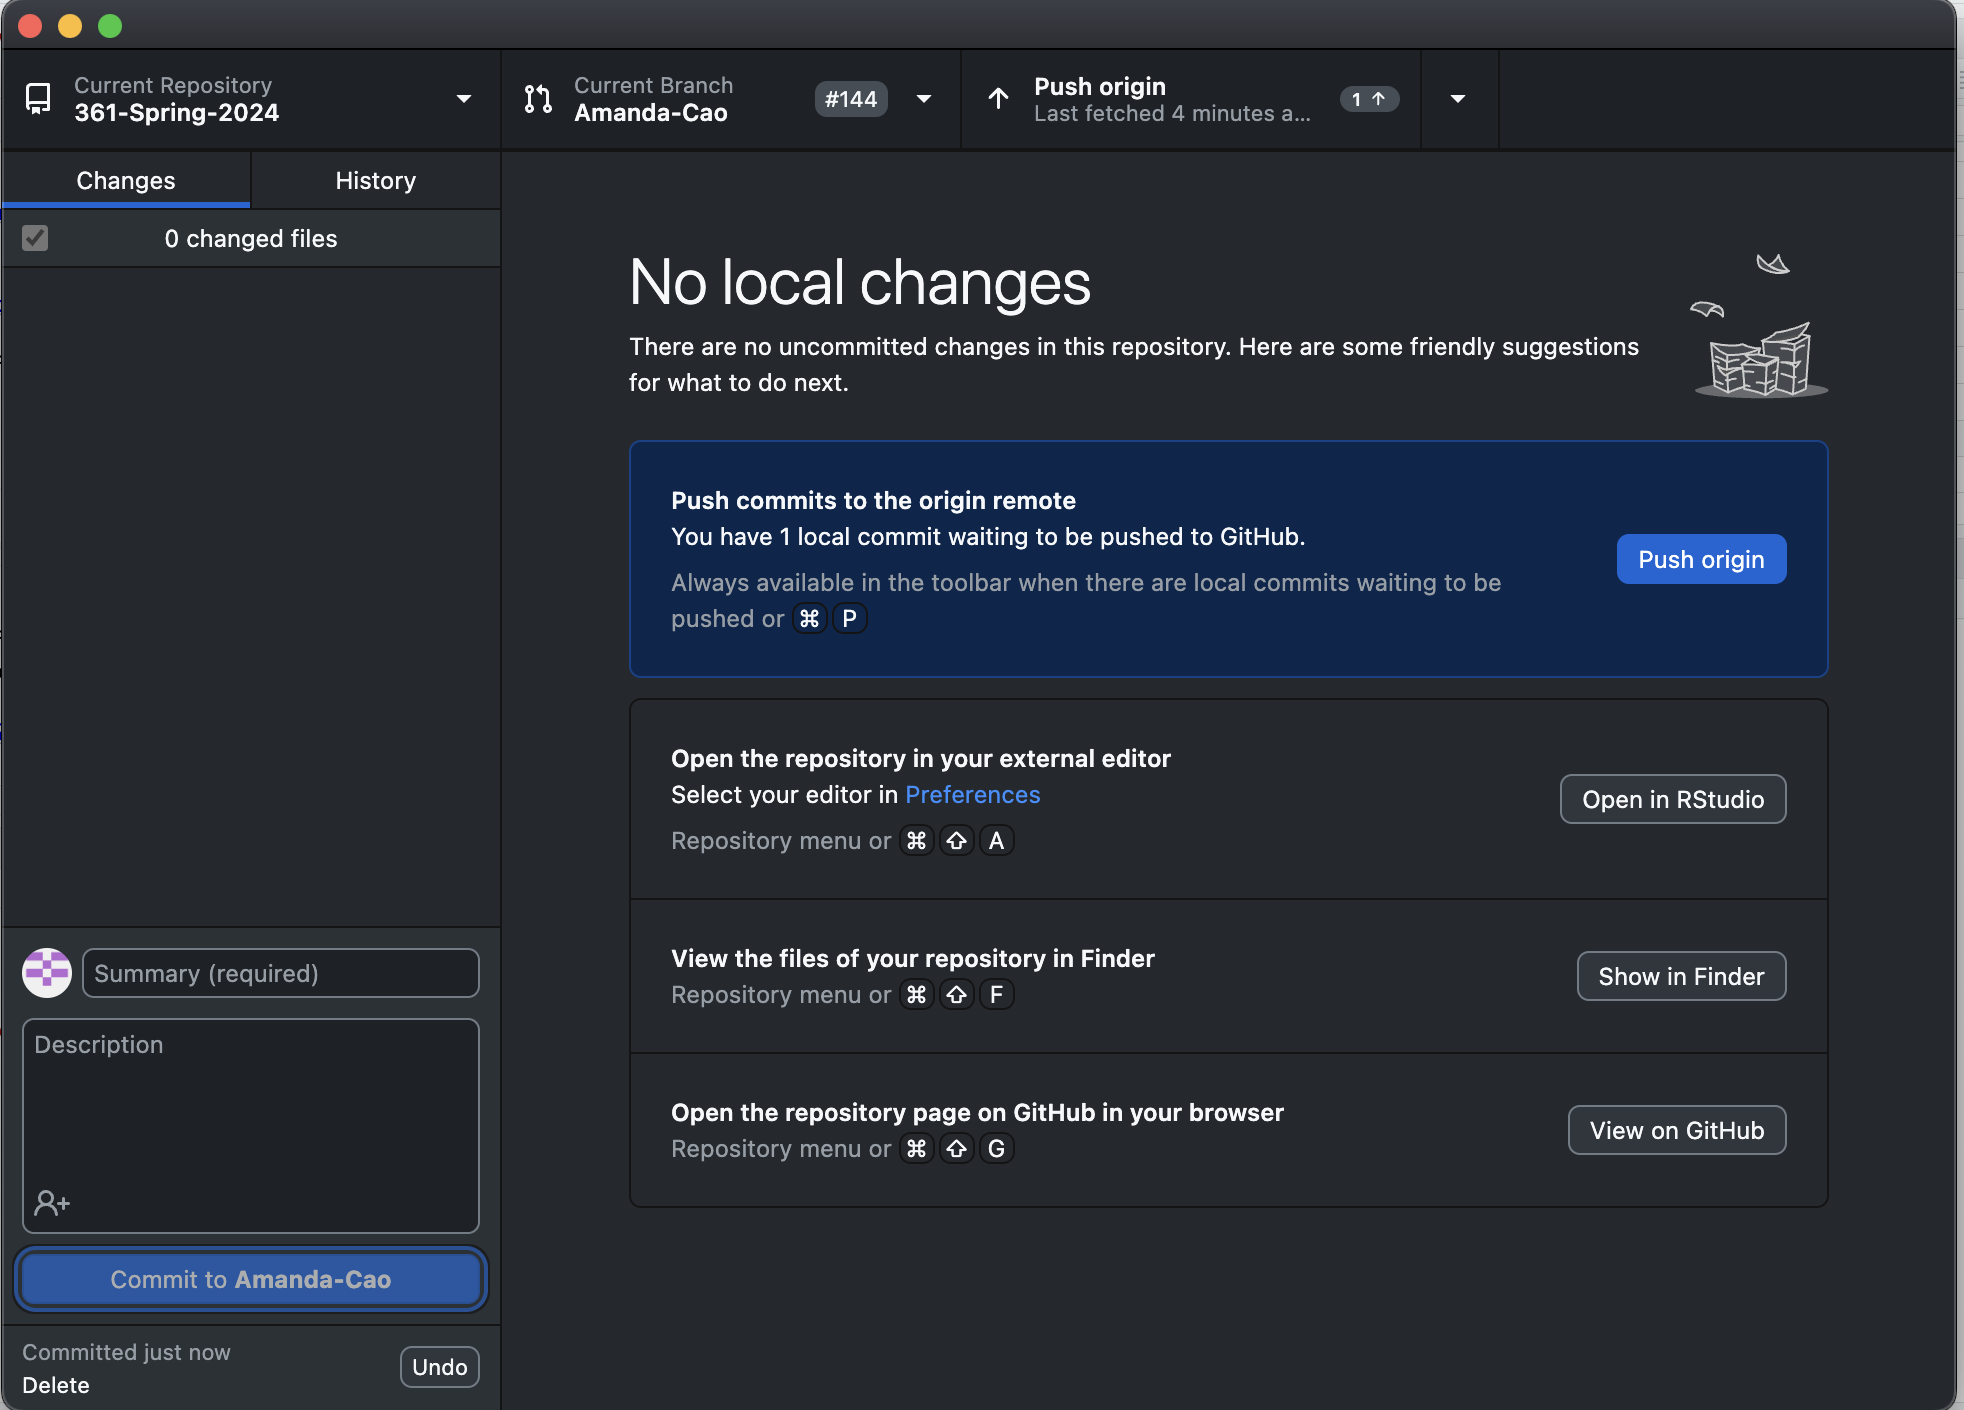 Current Repository
361-Spring-2024
Current Branch
Amanda-Cao
#144
Push origin
Last fetched 4 minutes a...
1 ↑
Changes
History
0 changed files
No local changes
There are no uncommitted changes in this repository. Here are some friendly suggestions
for what to do next.
Push commits to the origin remote
You have 1 local commit waiting to be pushed to GitHub.
Always available in the toolbar when there are local commits waiting to be
pushed or ⌘ P
Push origin
Open the repository in your external editor
Select your editor in Preferences
Repository menu or ⌘ ⇧ A
Open in RStudio
View the files of your repository in Finder
Repository menu or ⌘ ⇧ F
Show in Finder
Open the repository page on GitHub in your browser
Repository menu or ⌘ ⇧ G
View on GitHub
Summary (required)
Description
Commit to Amanda-Cao
Committed just now
Delete
Undo